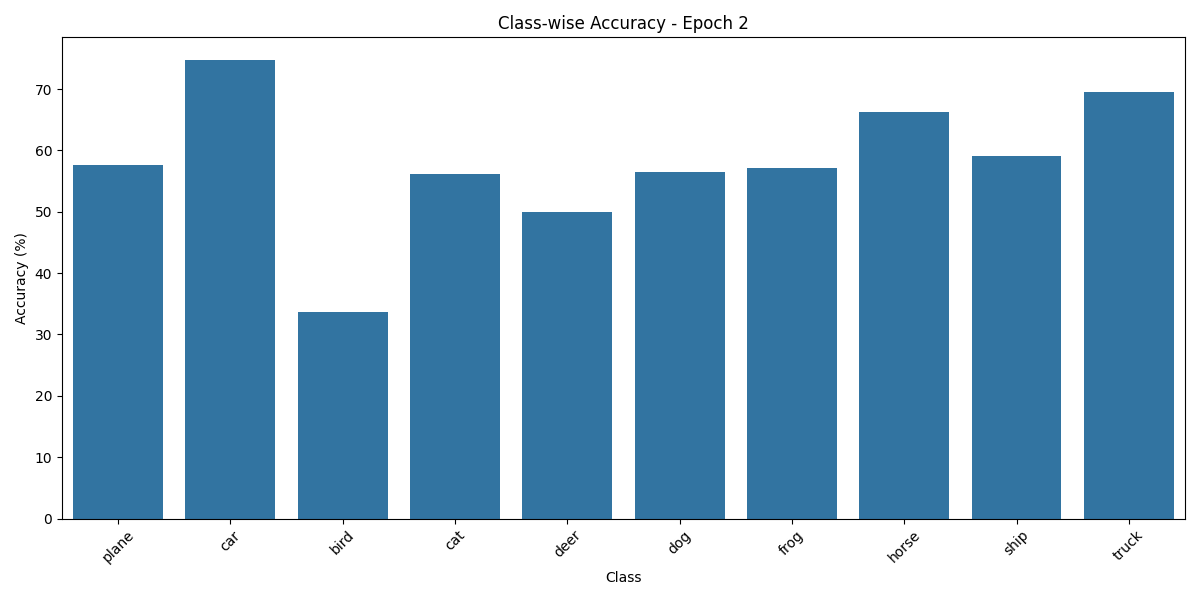 Class-wise Accuracy - Epoch 2
Accuracy (%)
70
60
50
40
30
20
10
0
plane
car
bird
cat
deer
dog
frog
horse
ship
truck
Class